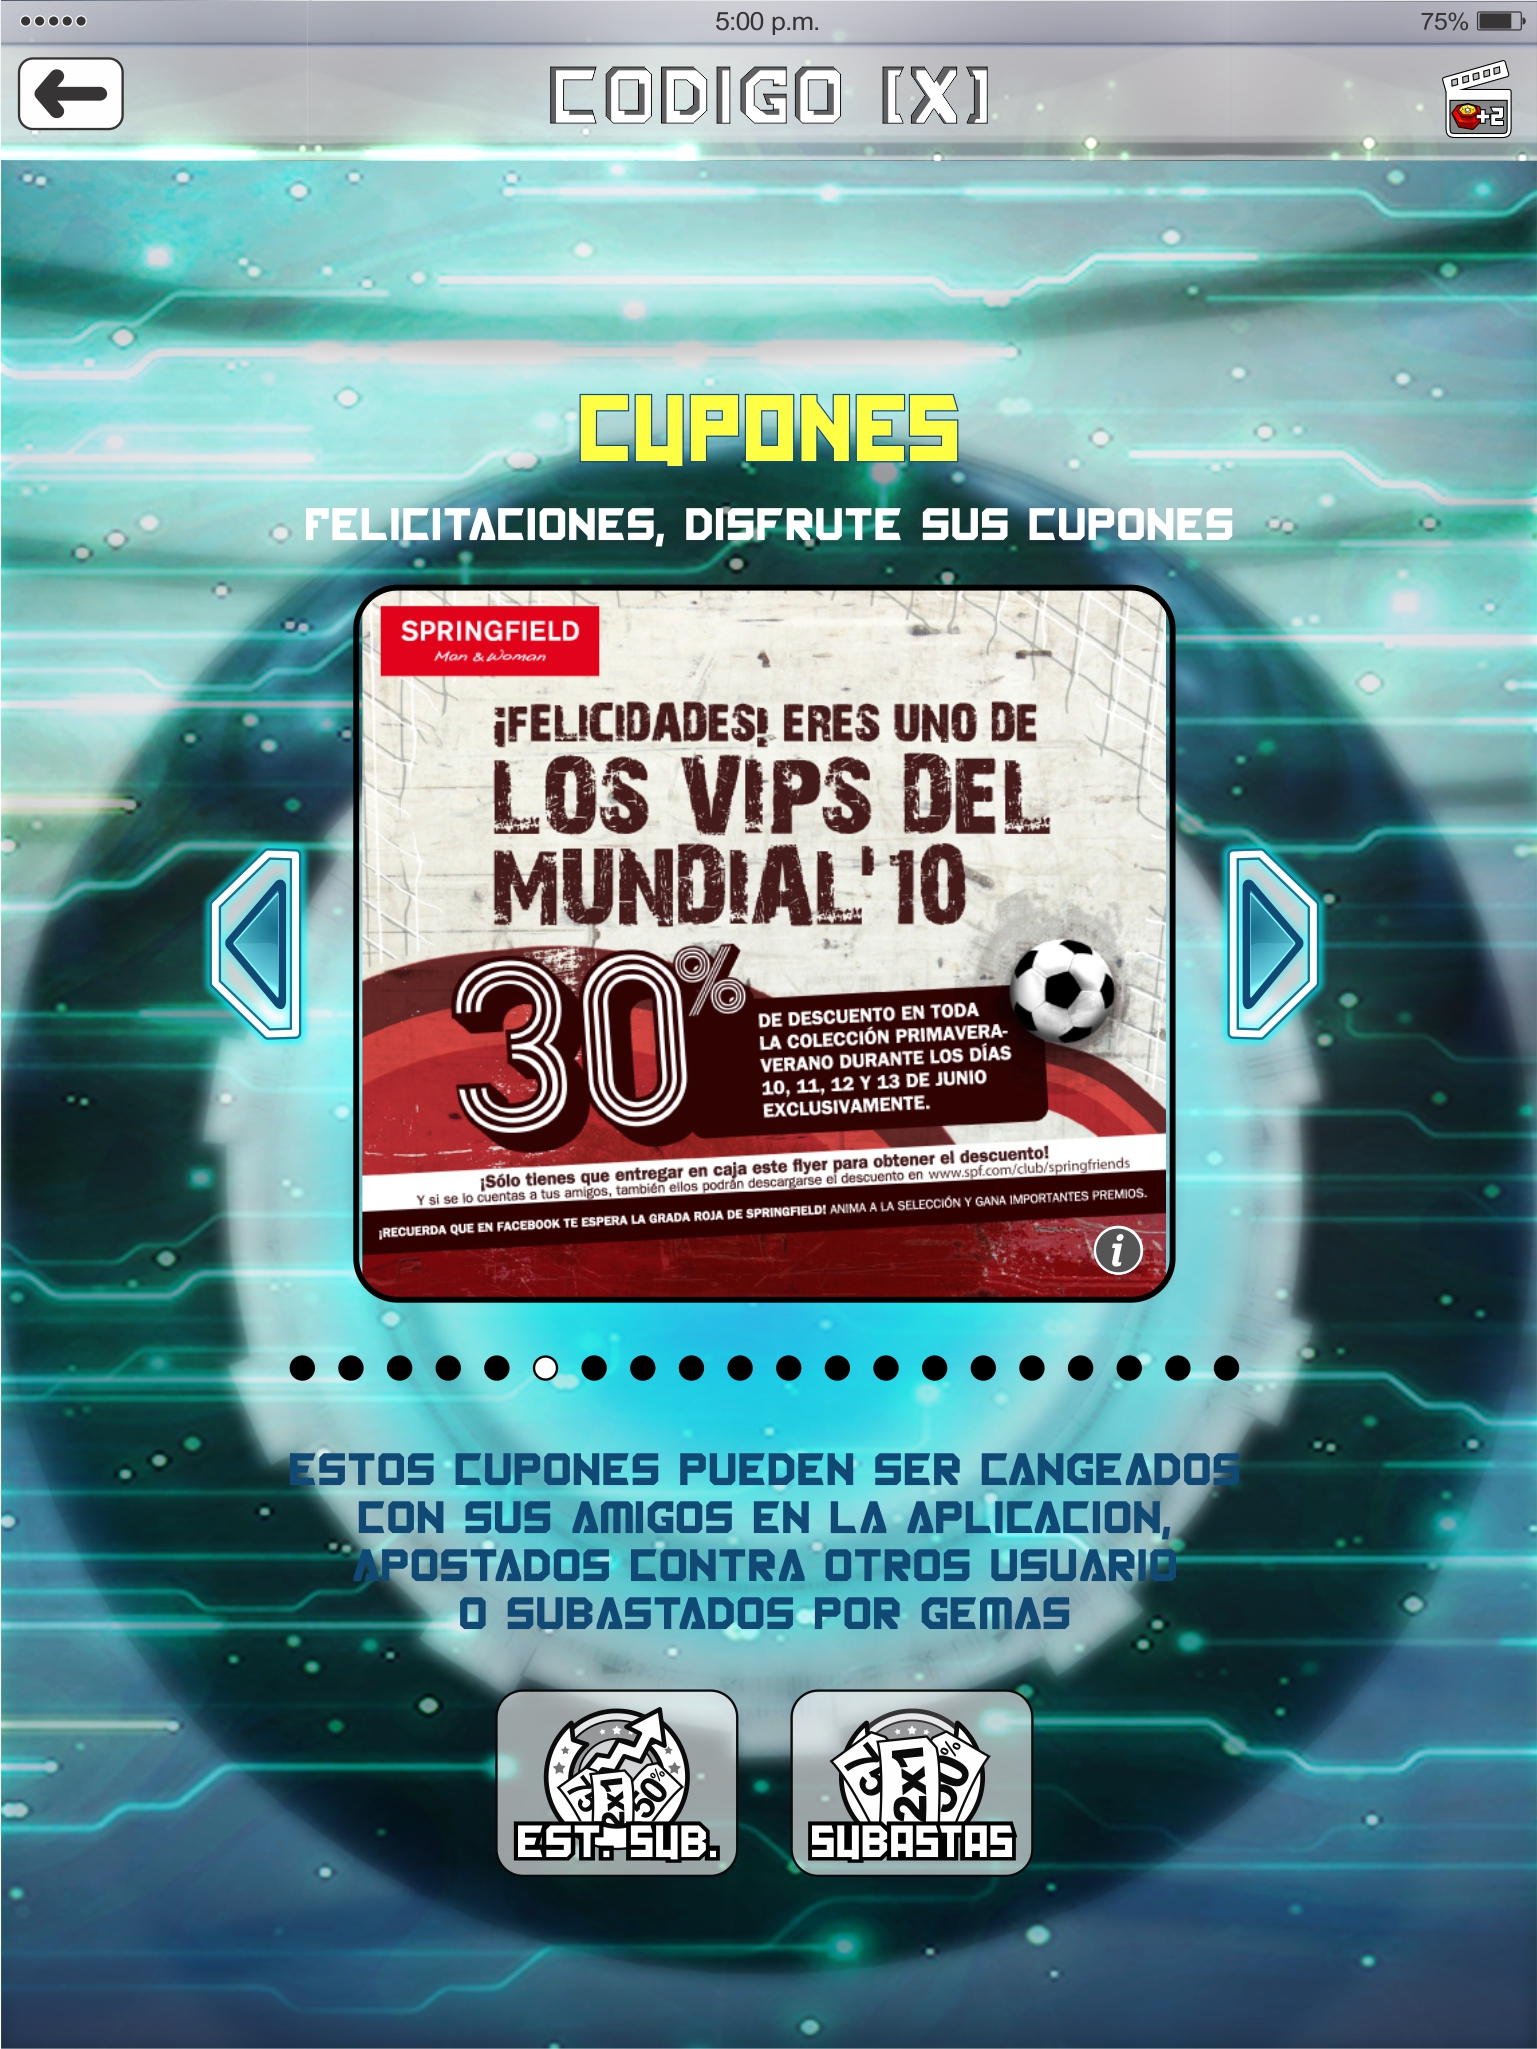 5:00 p.m.
75%
CODIGO [X]
+2
CUPONES
FELICITACIONES, DISFRUTE SUS CUPONES
SPRINGFIELD
Man & Woman
¡FELICIDADES! ERES UNO DE
LOS VIPS DEL
MUNDIAL'10
30%
DE DESCUENTO EN TODA
LA COLECCIÓN PRIMAVERA-
VERANO DURANTE LOS DÍAS
10, 11, 12 Y 13 DE JUNIO
EXCLUSIVAMENTE.
¡Sólo tienes que entregar en caja este flyer para obtener el descuento!
Y si se lo cuentas a tus amigos, también ellos podrán descargarse el descuento en www.spf.com/club/springfriends
¡RECUERDA QUE EN FACEBOOK TE ESPERA LA GRADA ROJA DE SPRINGFIELD! ANIMA A LA SELECCIÓN Y GANA IMPORTANTES PREMIOS.
i
ESTOS CUPONES PUEDEN SER CANGEADOS
CON SUS AMIGOS EN LA APLICACION,
APOSTADOS CONTRA OTROS USUARIO
O SUBASTADOS POR GEMAS
2x1
50%
EST. SUB.
2x1
SUBASTAS